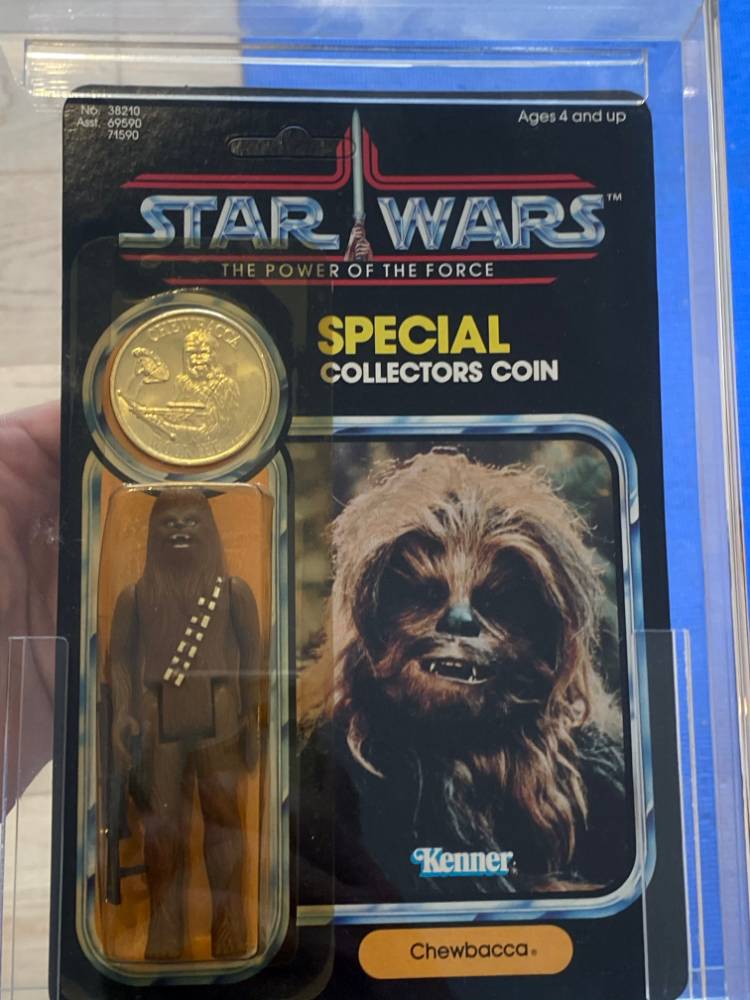 No. 38210
Asst. 69590
71590
Ages 4 and up
STAR WARS™
THE POWER OF THE FORCE
CHEWBACCA
SPECIAL
COLLECTORS COIN
Kenner
Chewbacca®